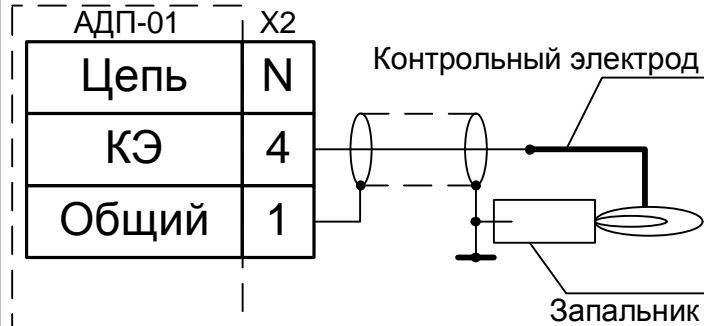 АДП-01 X2
Цепь N
Контрольный электрод
КЭ 4
Общий 1
Запальник